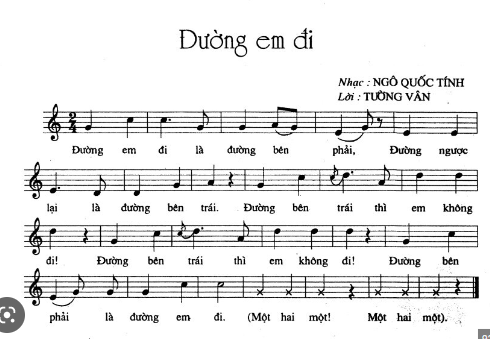 Đường em đi
Nhạc : NGÔ QUỐC TÍNH
Lời : TƯỜNG VÂN
2
4
Đường em đi là đường bên phải, Đường ngược
lại là đường bên trái. Đường bên trái thì em không
đi! Đường bên trái thì em không đi! Đường bên
phải là đường em đi. (Một hai một! Một hai một).